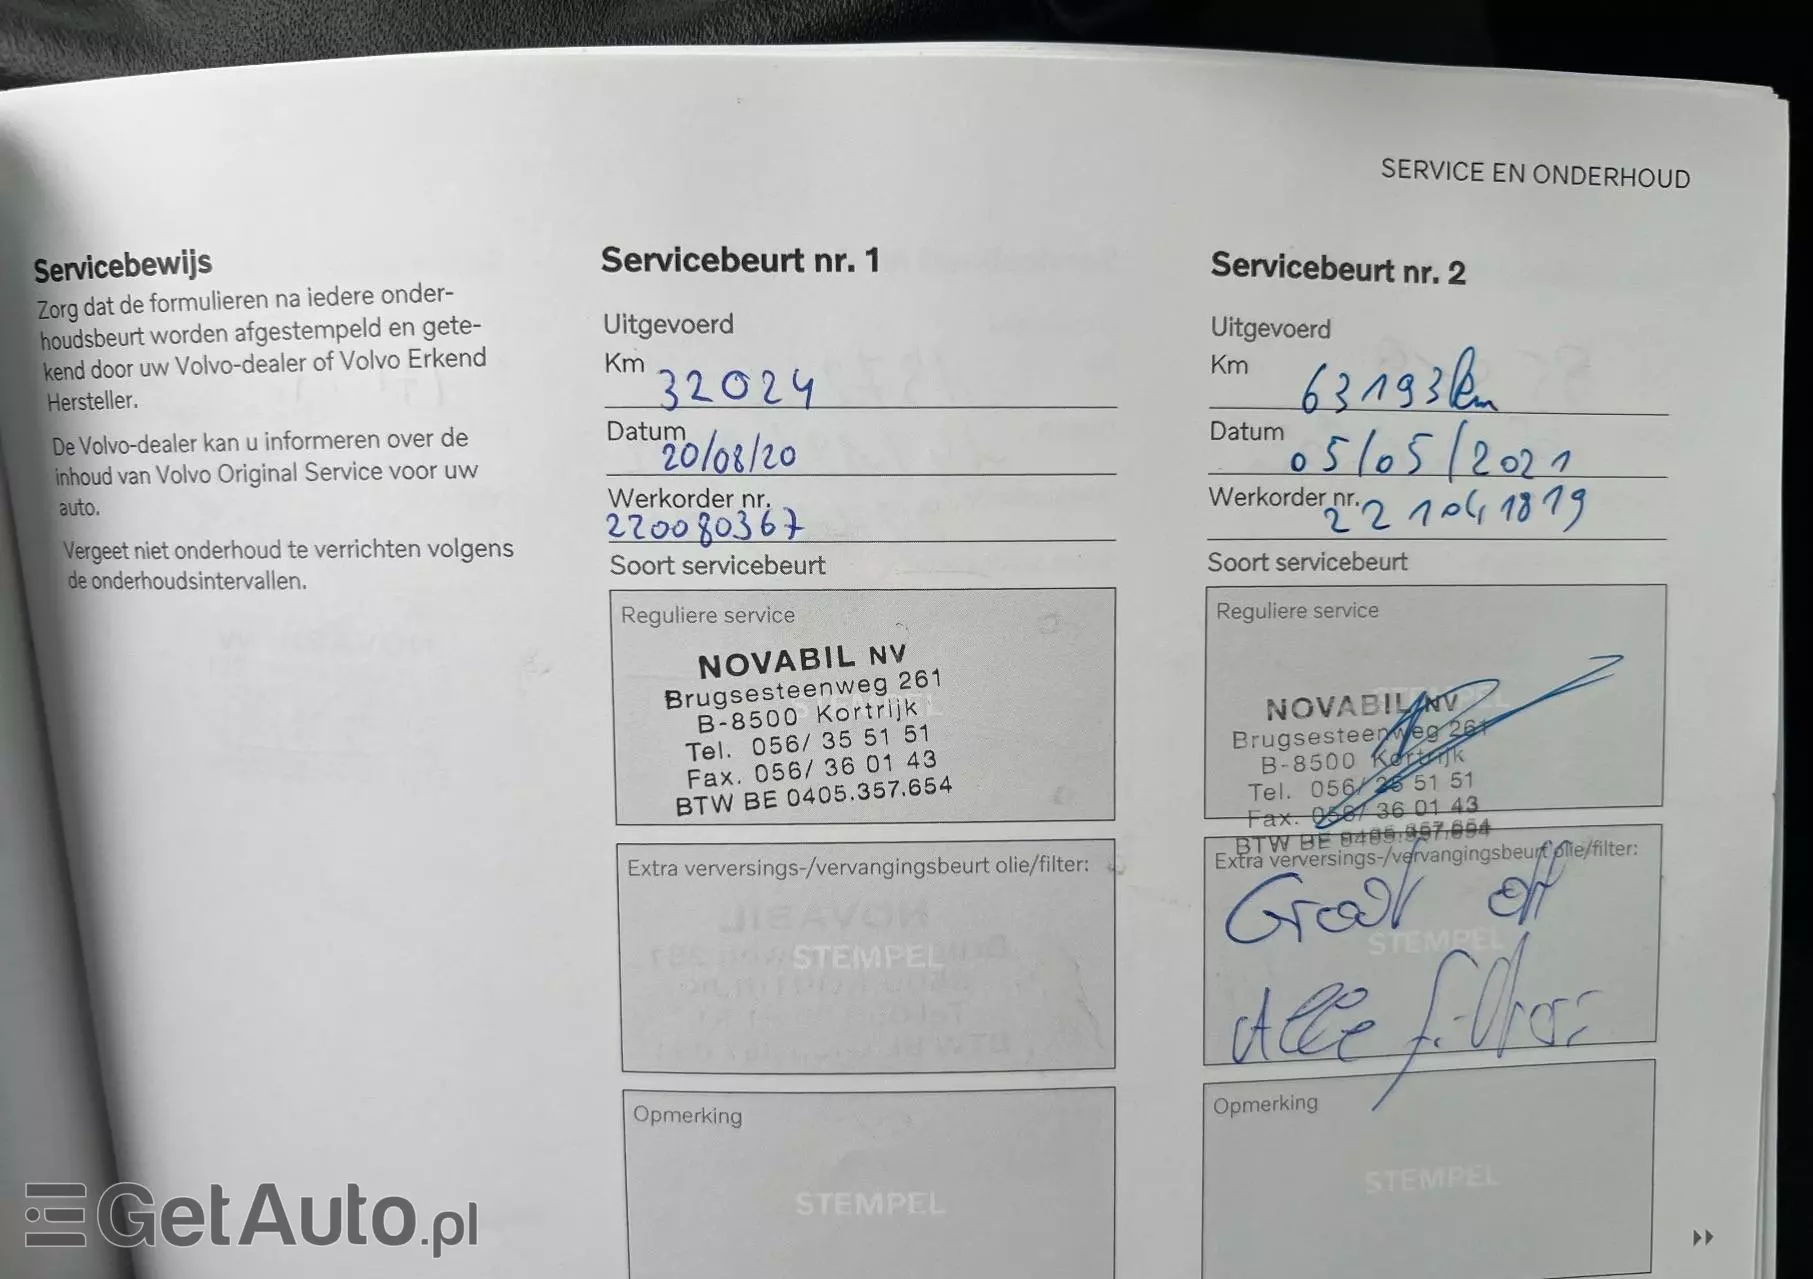 SERVICE EN ONDERHOUD
Servicebewijs
Zorg dat de formulieren na iedere onder-
houdsbeurt worden afgestempeld en gete-
kend door uw Volvo-dealer of Volvo Erkend
Hersteller.
De Volvo-dealer kan u informeren over de
inhoud van Volvo Original Service voor uw
auto.
Vergeet niet onderhoud te verrichten volgens
de onderhoudsintervallen.
Servicebeurt nr. 1
Uitgevoerd
Km 32024
Datum 20/08/20
Werkorder nr. 220080367
Soort servicebeurt
Reguliere service
NOVABIL NV
Brugsesteenweg 261
B-8500 Kortrijk
Tel. 056/ 35 51 51
Fax. 056/ 36 01 43
BTW BE 0405.357.654
Extra verversings-/vervangingsbeurt olie/filter:
STEMPEL
Opmerking
STEMPEL
Servicebeurt nr. 2
Uitgevoerd
Km 63193km
Datum 05/05/2021
Werkorder nr. 221041819
Soort servicebeurt
Reguliere service
STEMPEL
NOVABIL NV
Brugsesteenweg 261
B-8500 Kortrijk
Tel. 056/ 35 51 51
Fax. 056/ 36 01 43
BTW BE 0405.357.654
Extra verversings-/vervangingsbeurt olie/filter:
STEMPEL
Alle filters
Opmerking
STEMPEL
GetAuto.pl